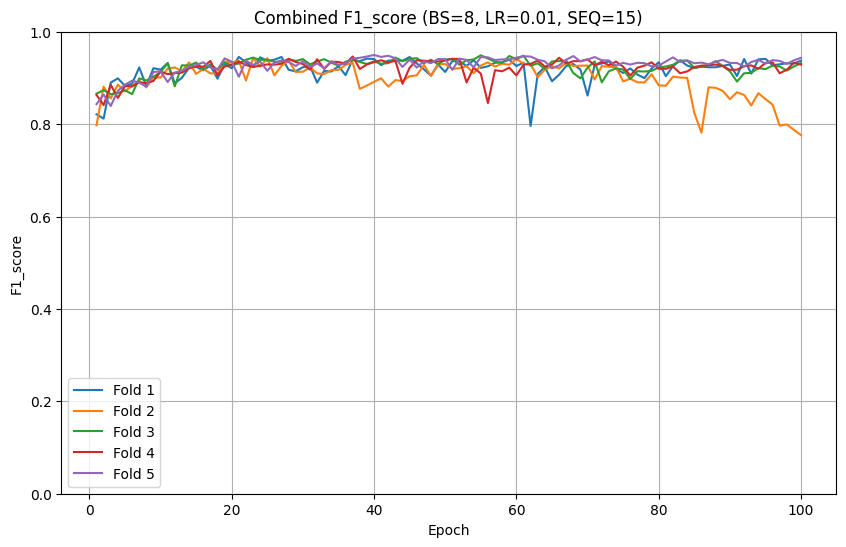 Combined F1_score (BS=8, LR=0.01, SEQ=15)
1.0
0.8
0.6
0.4
0.2
0.0
F1_score
Fold 1
Fold 2
Fold 3
Fold 4
Fold 5
0 20 40 60 80 100
Epoch